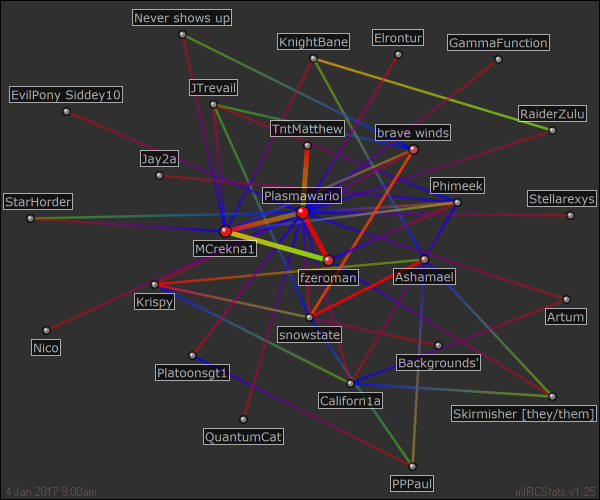 Never shows up
KnightBane
Elrontur
GammaFunction
EvilPony Siddey10
JTrevail
RaiderZulu
TntMatthew
brave winds
Jay2a
Plasmawario
Phimeek
StarHorder
Stellarexys
MCrekna1
fzeroman
Ashamael
Krispy
Artum
snowstate
Nico
Backgrounds'
Platoonsgt1
Californ1a
Skirmisher [they/them]
QuantumCat
PPPaul
4 Jan 2017 9:00am
mIRCStats v1.25